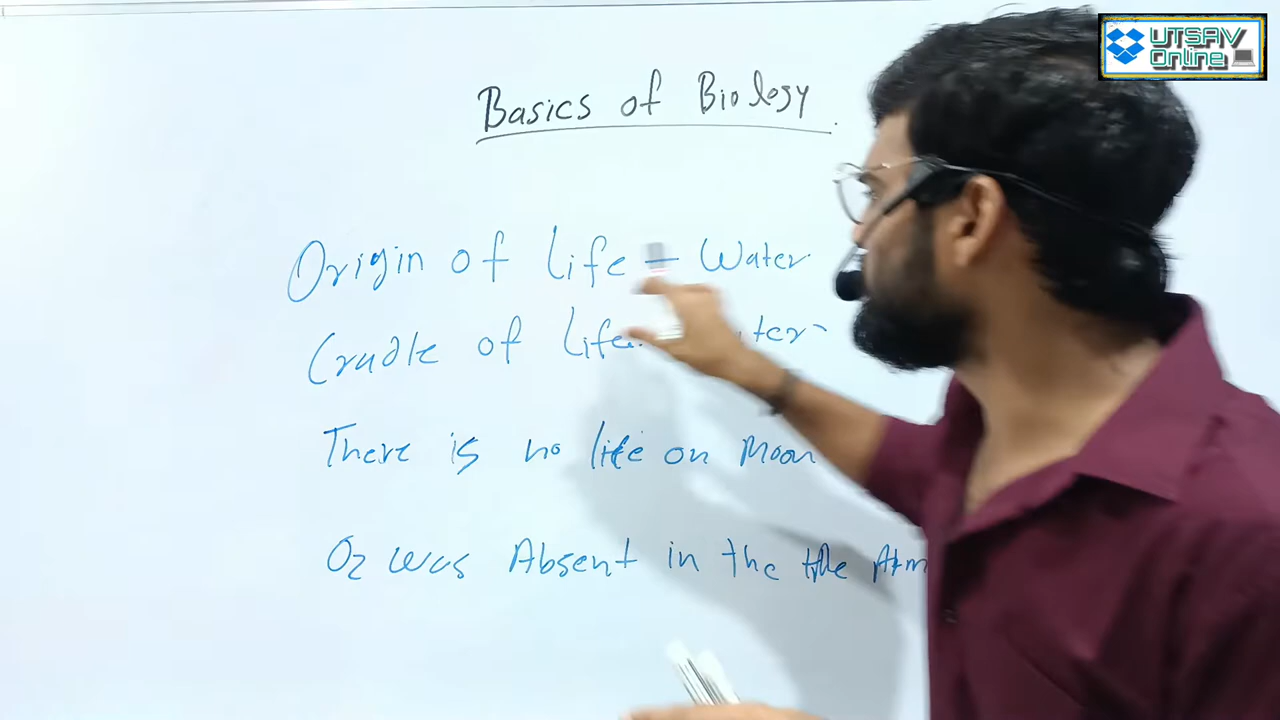 UTSAV
Online
Basics of Biology
Origin of Life - Water
Cradle of Life
There is no life on Moon
O2 was Absent in the the